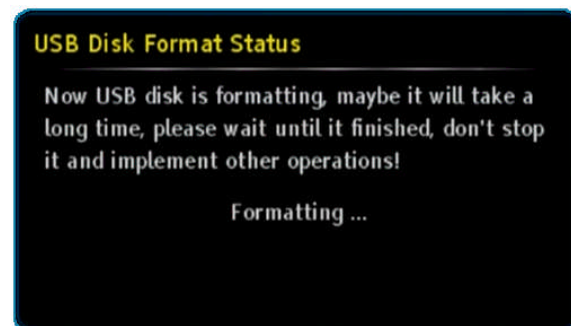 USB Disk Format Status
Now USB disk is formatting, maybe it will take a
long time, please wait until it finished, don't stop
it and implement other operations!
Formatting ...